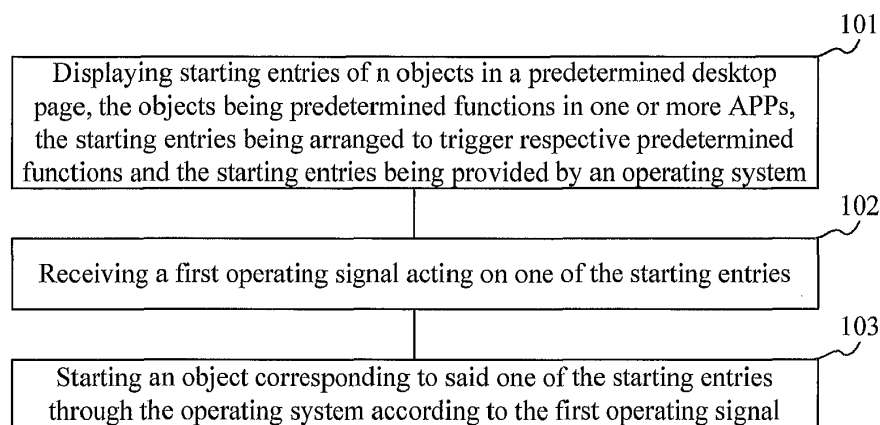 101
Displaying starting entries of n objects in a predetermined desktop
page, the objects being predetermined functions in one or more APPs,
the starting entries being arranged to trigger respective predetermined
functions and the starting entries being provided by an operating system
102
Receiving a first operating signal acting on one of the starting entries
103
Starting an object corresponding to said one of the starting entries
through the operating system according to the first operating signal